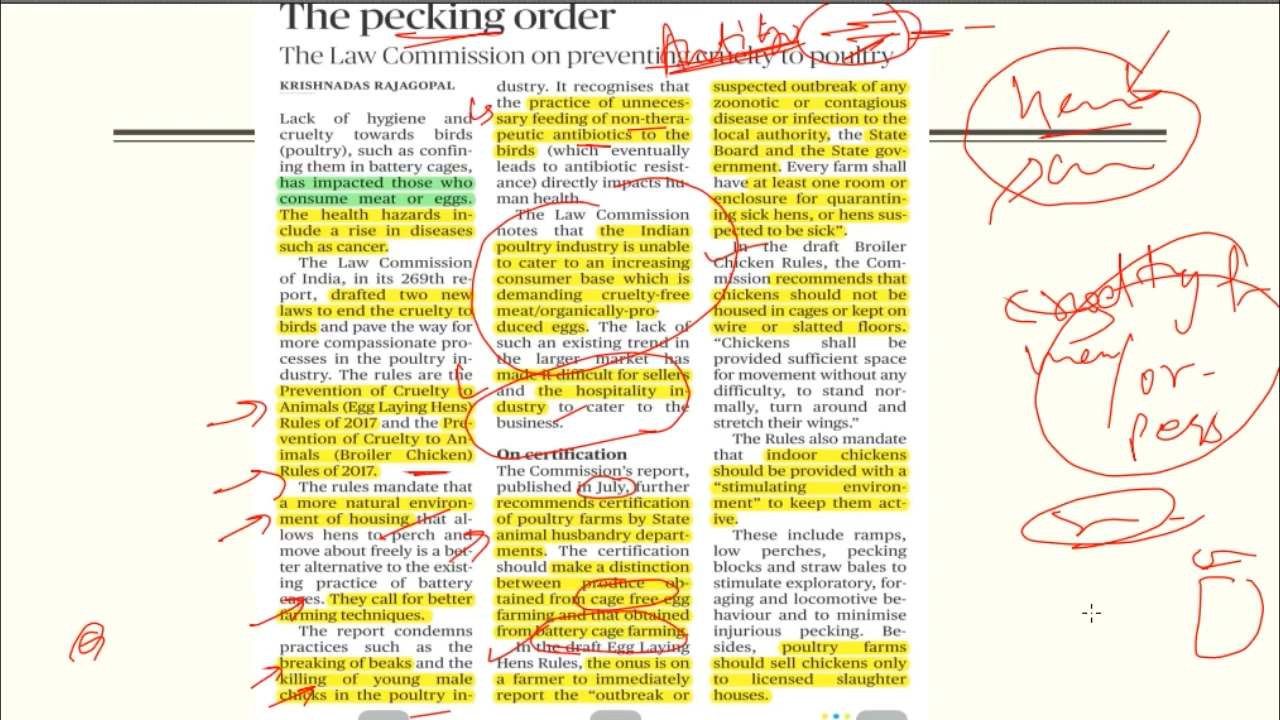 The pecking order
The Law Commission on preventing cruelty to poultry
KRISHNADAS RAJAGOPAL
Lack of hygiene and
cruelty towards birds
(poultry), such as confin-
ing them in battery cages,
has impacted those who
consume meat or eggs.
The health hazards in-
clude a rise in diseases
such as cancer.
The Law Commission
of India, in its 269th re-
port, drafted two new
laws to end the cruelty to
birds and pave the way for
more compassionate pro-
cesses in the poultry in-
dustry. The rules are the
Prevention of Cruelty to
Animals (Egg Laying Hens)
Rules of 2017 and the Pre-
vention of Cruelty to An-
imals (Broiler Chicken)
Rules of 2017.
The rules mandate that
a more natural environ-
ment of housing that al-
lows hens to perch and
move about freely is a bet-
ter alternative to the exist-
ing practice of battery
cages. They call for better
farming techniques.
The report condemns
practices such as the
breaking of beaks and the
killing of young male
chicks in the poultry in-
dustry. It recognises that
the practice of unneces-
sary feeding of non-thera-
peutic antibiotics to the
birds (which eventually
leads to antibiotic resist-
ance) directly impacts hu-
man health.
The Law Commission
notes that the Indian
poultry industry is unable
to cater to an increasing
consumer base which is
demanding cruelty-free
meat/organically-pro-
duced eggs. The lack of
such an existing trend in
the larger market has
made it difficult for sellers
and the hospitality in-
dustry to cater to the
business.
On certification
The Commission's report,
published in July, further
recommends certification
of poultry farms by State
animal husbandry depart-
ments. The certification
should make a distinction
between produce ob-
tained from cage free egg
farming and that obtained
from battery cage farming.
In the draft Egg Laying
Hens Rules, the onus is on
a farmer to immediately
report the "outbreak or
suspected outbreak of any
zoonotic or contagious
disease or infection to the
local authority, the State
Board and the State gov-
ernment. Every farm shall
have at least one room or
enclosure for quarantin-
ing sick hens, or hens sus-
pected to be sick".
In the draft Broiler
Chicken Rules, the Com-
mission recommends that
chickens should not be
housed in cages or kept on
wire or slatted floors.
"Chickens shall be
provided sufficient space
for movement without any
difficulty, to stand nor-
mally, turn around and
stretch their wings."
The Rules also mandate
that indoor chickens
should be provided with a
"stimulating environ-
ment" to keep them act-
ive.
These include ramps,
low perches, pecking
blocks and straw bales to
stimulate exploratory, for-
aging and locomotive be-
haviour and to minimise
injurious pecking. Be-
sides, poultry farms
should sell chickens only
to licensed slaughter
houses.